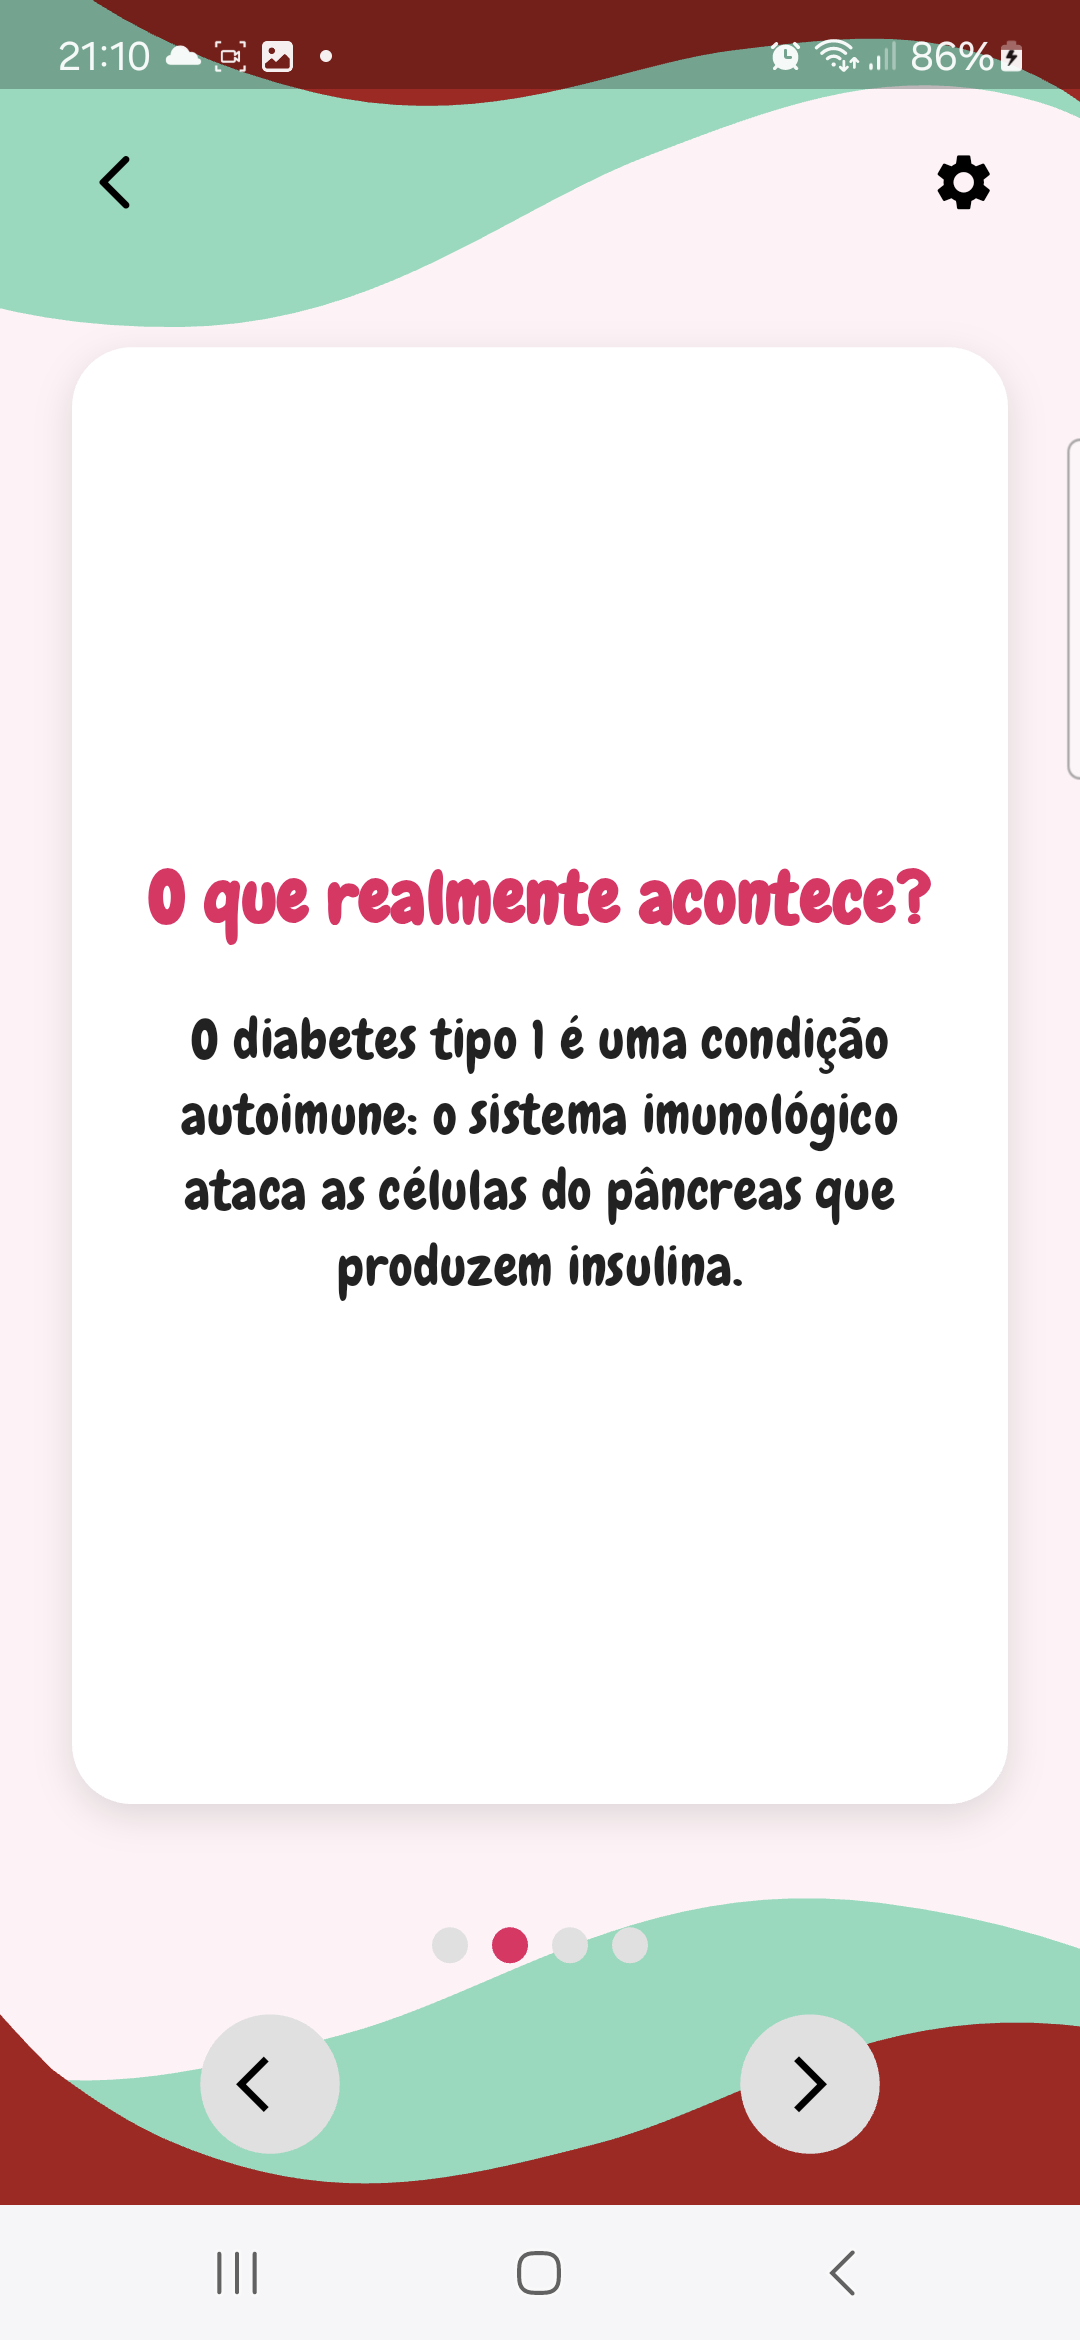 21:10
86%
O que realmente acontece?
O diabetes tipo 1 é uma condição
autoimune: o sistema imunológico
ataca as células do pâncreas que
produzem insulina.